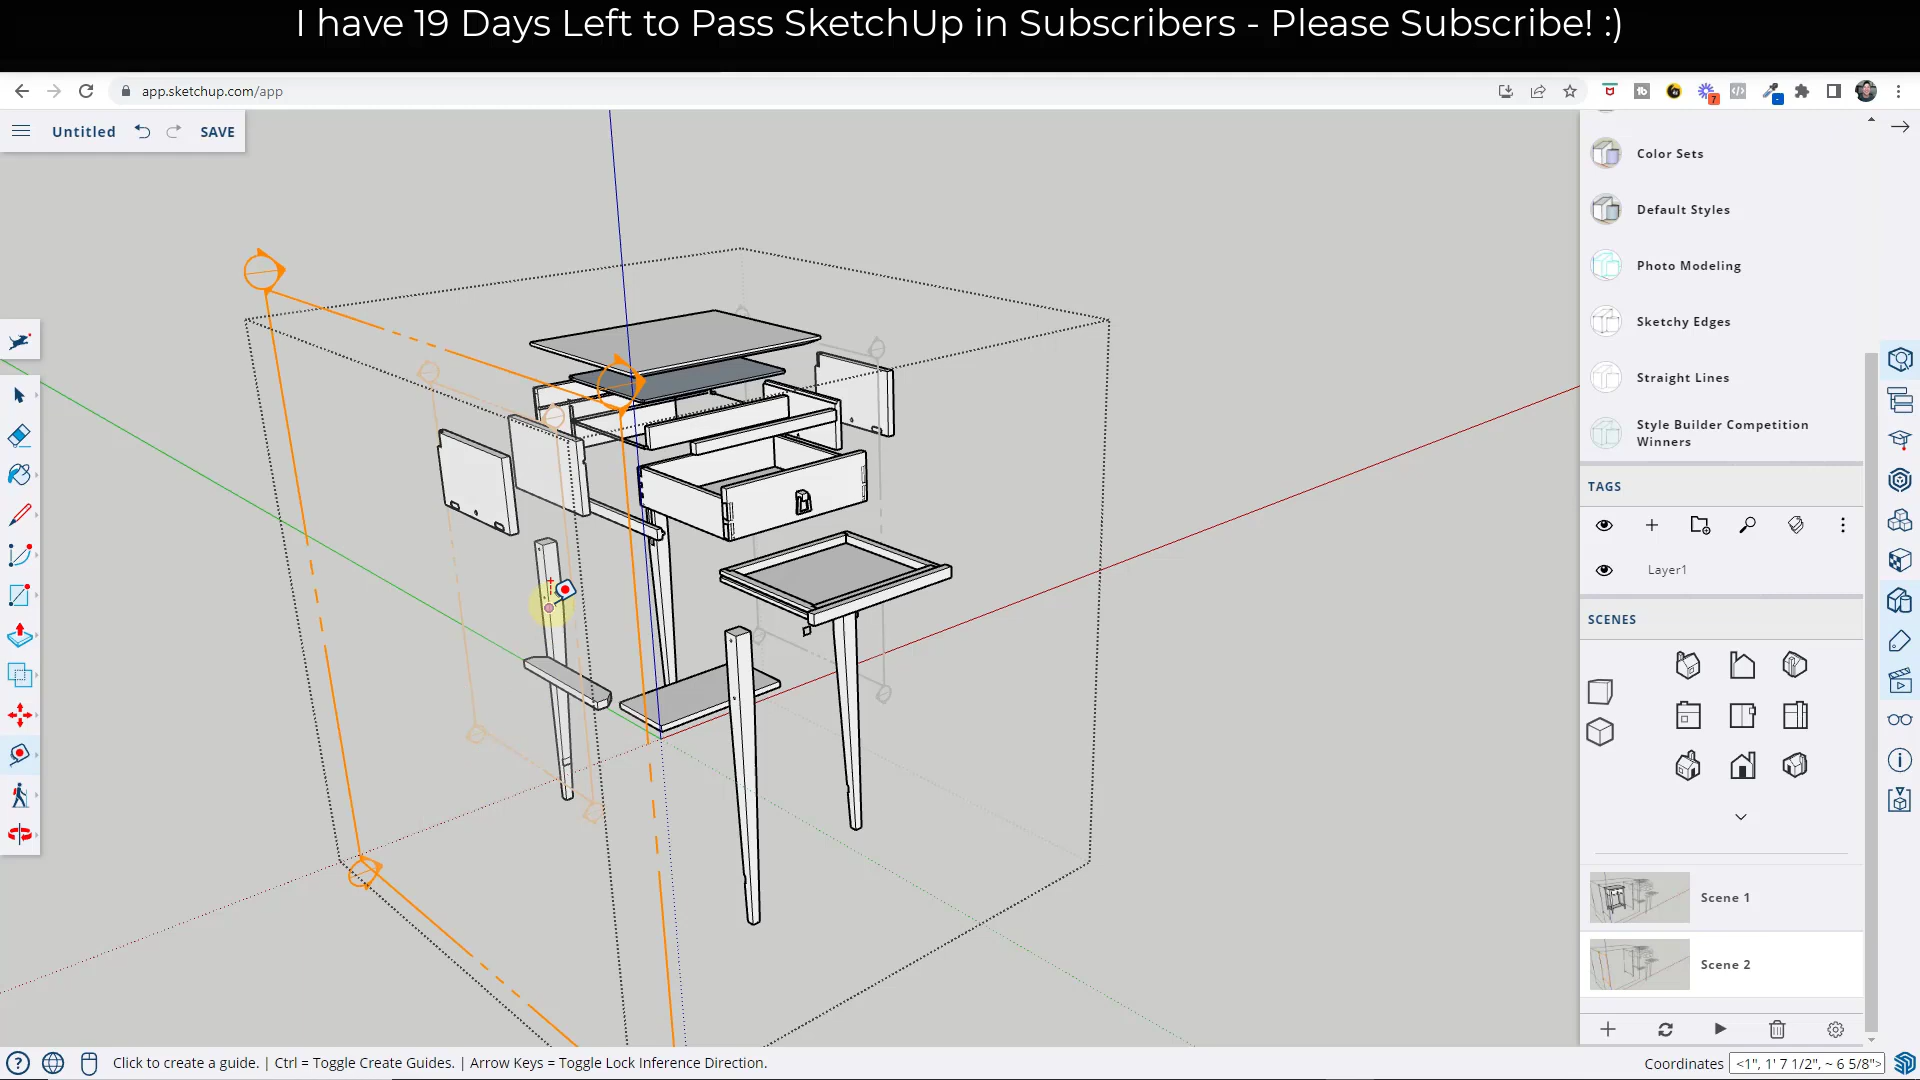 I have 19 Days Left to Pass SketchUp in Subscribers - Please Subscribe! :)
app.sketchup.com/app
7
Untitled
SAVE
Color Sets
Default Styles
Photo Modeling
Sketchy Edges
Straight Lines
Style Builder Competition
Winners
TAGS
Layer1
SCENES
Scene 1
Scene 2
Click to create a guide. | Ctrl = Toggle Create Guides. | Arrow Keys = Toggle Lock Inference Direction.
Coordinates <1", 1' 7 1/2", ~ 6 5/8">